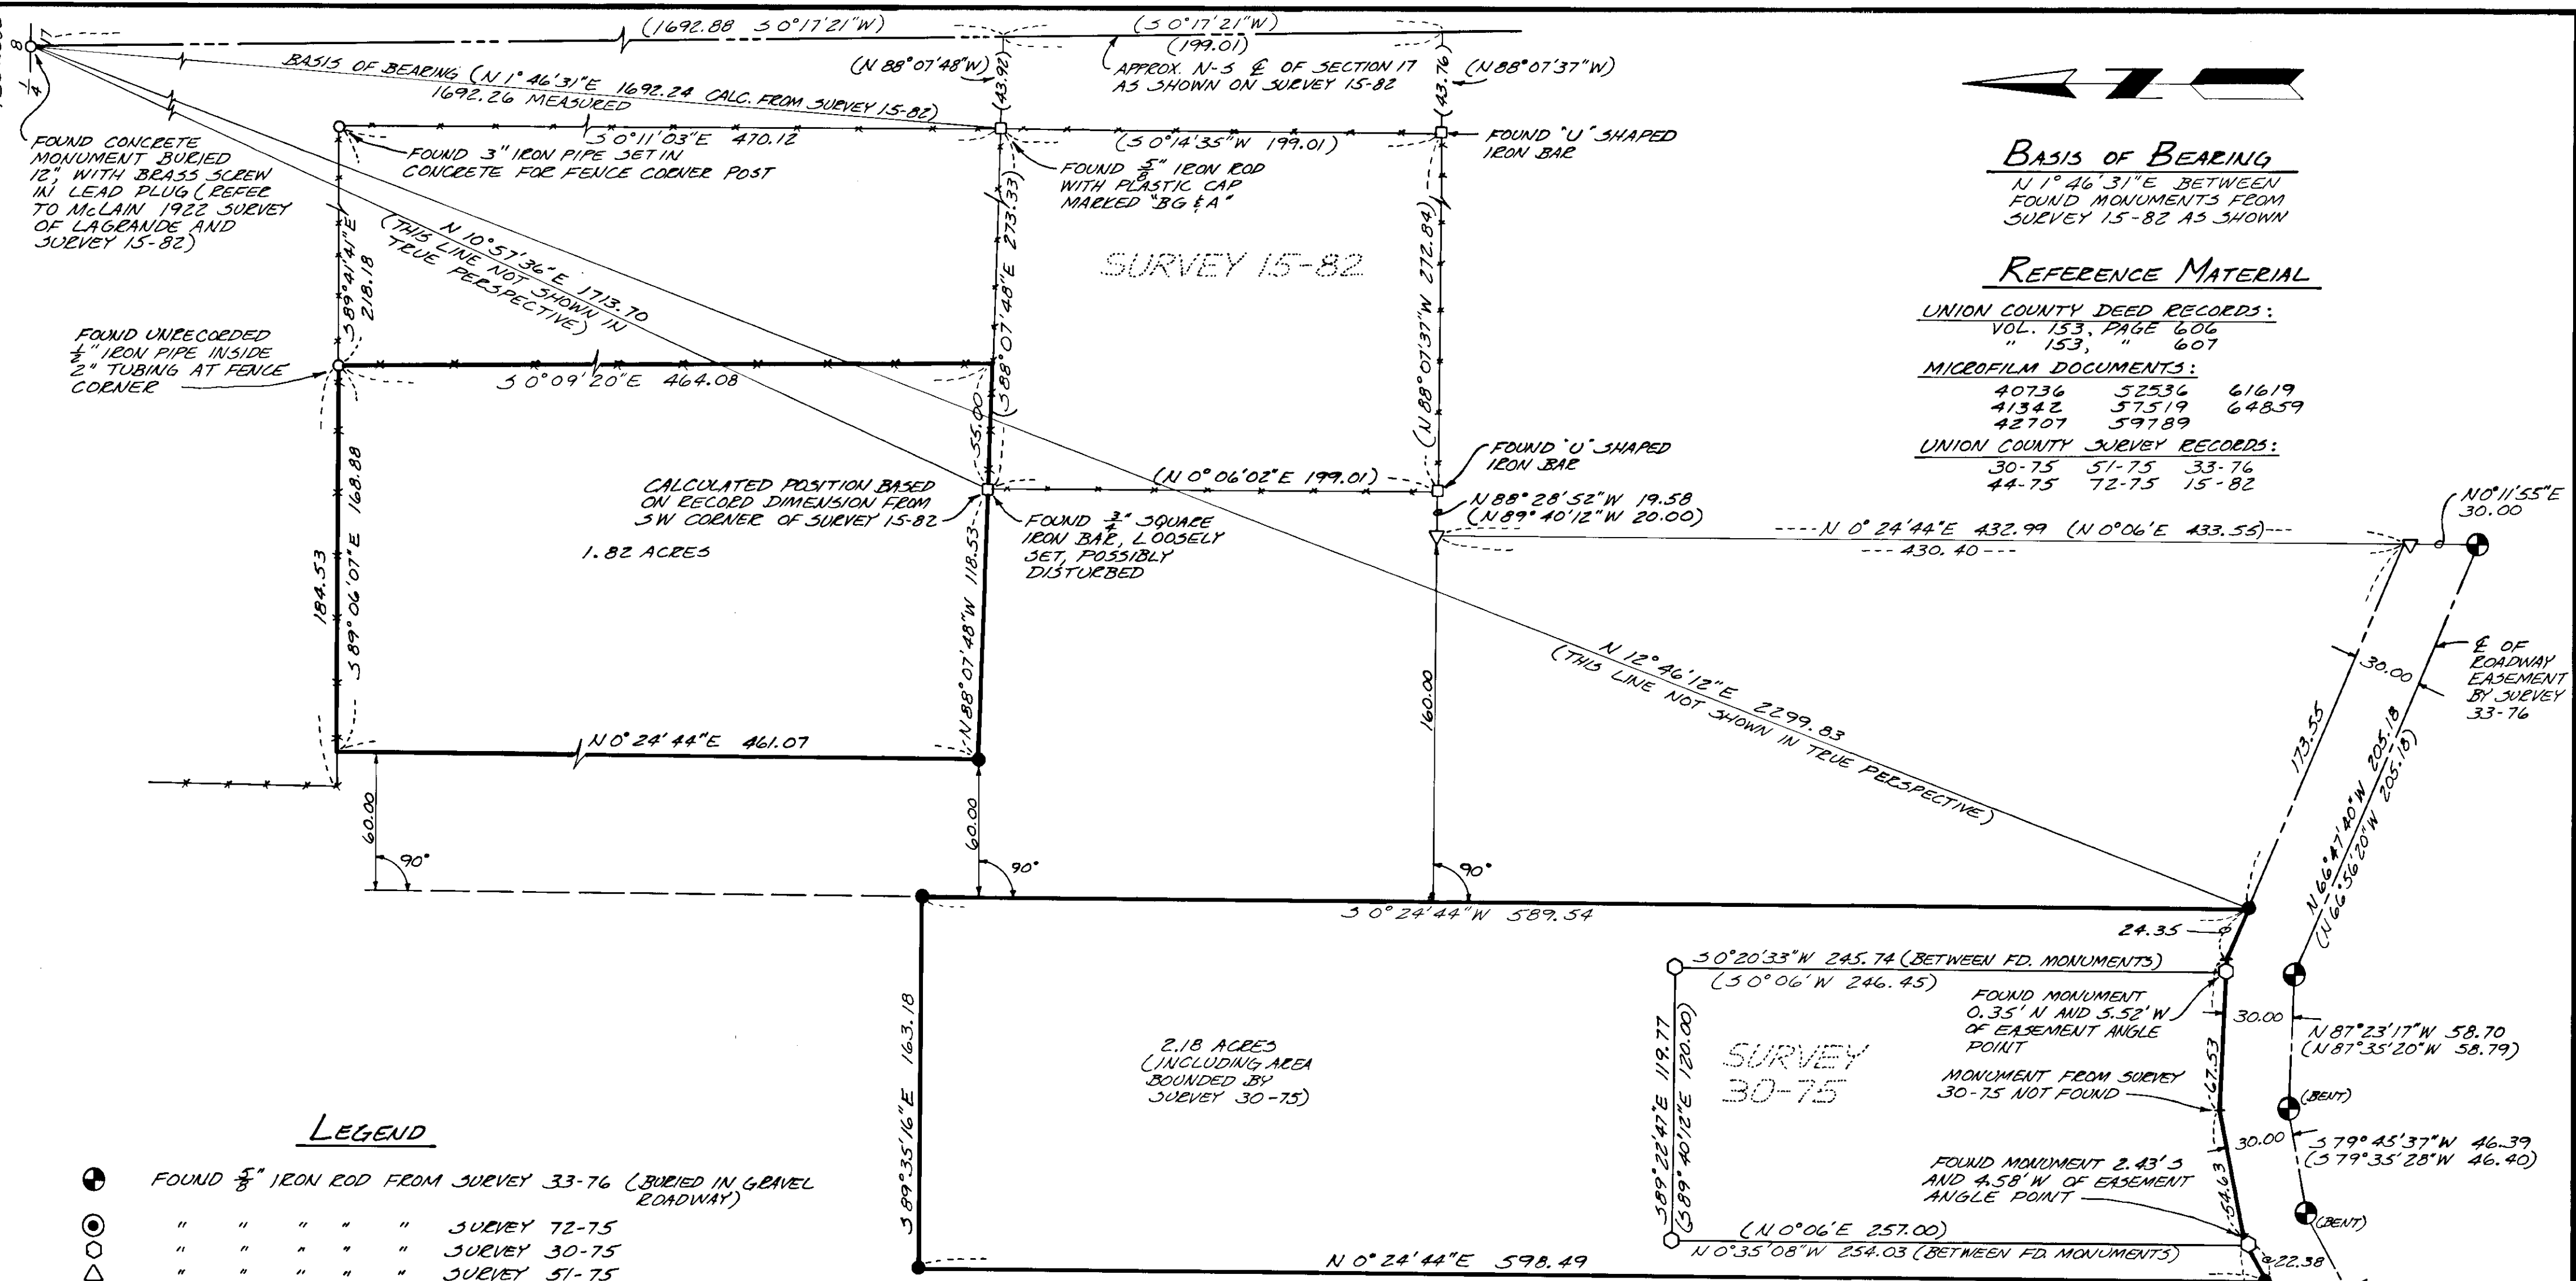 (1692.88 S 0°17'21"W)
(S 0°17'21"W)
(199.01)
8
17
1/4
BASIS OF BEARING (N 1°46'31"E 1692.24 CALC. FROM SURVEY 15-82)
1692.26 MEASURED
(N 88°07'48"W)
(43.92)
APPROX. N-S ℄ OF SECTION 17
AS SHOWN ON SURVEY 15-82
(43.76)
(N 88°07'37"W)
FOUND CONCRETE
MONUMENT BURIED
12", WITH BRASS SCREW
IN LEAD PLUG (REFER
TO McLAIN 1922 SURVEY
OF LAGRANDE AND
SURVEY 15-82)
S 0°11'03"E 470.12
FOUND 3" IRON PIPE SET IN
CONCRETE FOR FENCE CORNER POST
(S 0°14'35"W 199.01)
FOUND 5/8" IRON ROD
WITH PLASTIC CAP
MARKED "BG & A"
FOUND "U" SHAPED
IRON BAR
Z
BASIS OF BEARING
N 1°46'31"E BETWEEN
FOUND MONUMENTS FROM
SURVEY 15-82 AS SHOWN
REFERENCE MATERIAL
UNION COUNTY DEED RECORDS:
VOL. 153, PAGE 606
" 153, " 607
MICROFILM DOCUMENTS:
40736 52536 61619
41342 57519 64859
42707 59789
UNION COUNTY SURVEY RECORDS:
30-75 51-75 33-76
44-75 72-75 15-82
S 89°41'41"E
218.18
N 10°57'36"E 1713.70
(THIS LINE NOT SHOWN IN
TRUE PERSPECTIVE)
(S 88°07'48"E 273.33)
SURVEY 15-82
(N 88°07'37"W 272.84)
FOUND UNRECORDED
1/2" IRON PIPE INSIDE
2" TUBING AT FENCE
CORNER
S 0°09'20"E 464.08
55.00
184.53
S 89°06'07"E 168.88
CALCULATED POSITION BASED
ON RECORD DIMENSION FROM
SW CORNER OF SURVEY 15-82
1.82 ACRES
(N 0°06'02"E 199.01)
FOUND 3/4" SQUARE
IRON BAR, LOOSELY
SET, POSSIBLY
DISTURBED
FOUND "U" SHAPED
IRON BAR
N 88°28'52"W 19.58
(N 89°40'12"W 20.00)
N 0°24'44"E 432.99 (N 0°06'E 433.55)
430.40
N 0°11'55"E
30.00
N 88°07'48"W 118.53
N 0°24'44"E 461.07
60.00
90°
60.00
90°
160.00
90°
N 12°46'12"E 2299.83
(THIS LINE NOT SHOWN IN TRUE PERSPECTIVE)
30.00
173.55
N 66°47'40"W 205.18
(N 66°56'20"W 205.18)
℄ OF
ROADWAY
EASEMENT
BY SURVEY
33-76
S 0°24'44"W 589.54
24.35
S 89°35'16"E 163.18
2.18 ACRES
(INCLUDING AREA
BOUNDED BY
SURVEY 30-75)
S 0°20'33"W 245.74 (BETWEEN FD. MONUMENTS)
(S 0°06'W 246.45)
FOUND MONUMENT
0.35' N AND 5.52' W
OF EASEMENT ANGLE
POINT
S 89°22'47"E 119.77
(S 89°40'12"E 120.00)
SURVEY
30-75
MONUMENT FROM SURVEY
30-75 NOT FOUND
67.53
30.00
N 87°23'17"W 58.70
(N 87°35'20"W 58.79)
(BENT)
30.00
S 79°45'37"W 46.39
(S 79°35'28"W 46.40)
FOUND MONUMENT 2.43' S
AND 4.58' W OF EASEMENT
ANGLE POINT
54.63
(BENT)
(N 0°06'E 257.00)
N 0°35'08"W 254.03 (BETWEEN FD. MONUMENTS)
22.38
N 0°24'44"E 598.49
LEGEND
FOUND 5/8" IRON ROD FROM SURVEY 33-76 (BURIED IN GRAVEL
ROADWAY)
" " " " " SURVEY 72-75
" " " " " SURVEY 30-75
" " " " " SURVEY 51-75